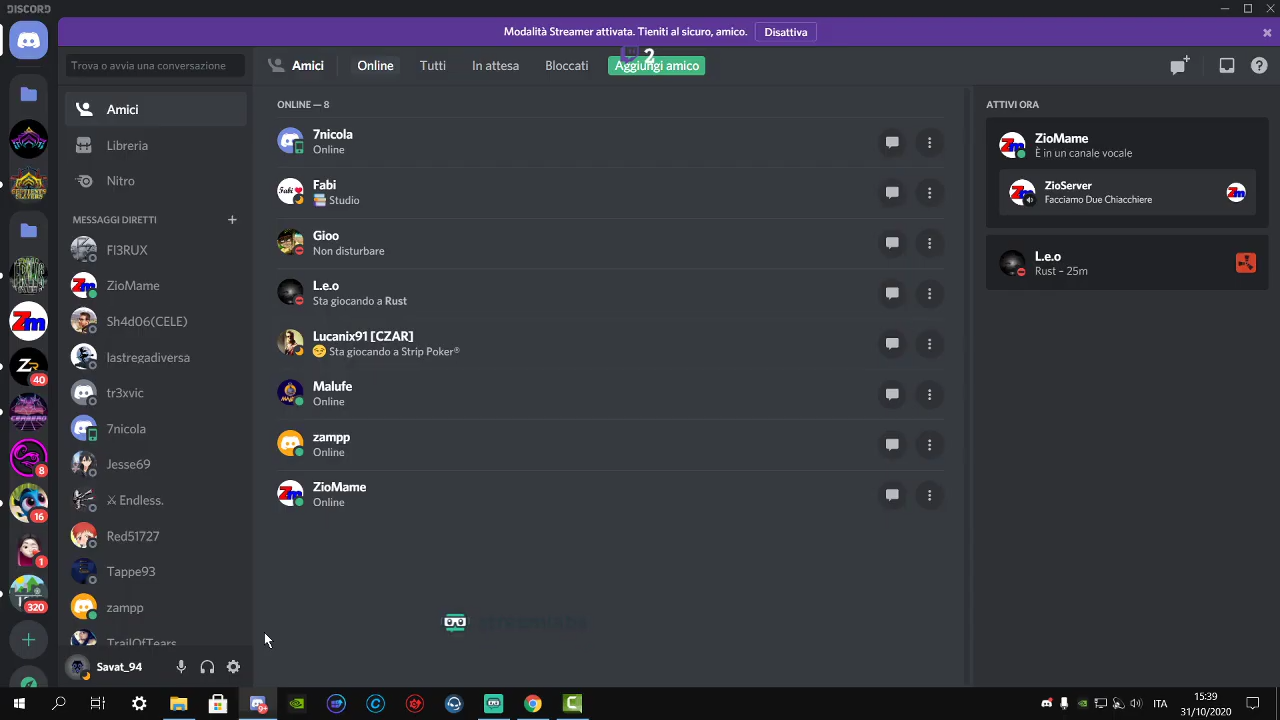 DISCORD
Modalità Streamer attivata. Tieniti al sicuro, amico.
Disattiva
Trova o avvia una conversazione
Amici
Online
Tutti
In attesa
Bloccati
Aggiungi amico
2
Amici
Libreria
Nitro
MESSAGGI DIRETTI
FI3RUX
ZioMame
Sh4d06(CELE)
lastregadiversa
tr3xvic
7nicola
Jesse69
⚔ Endless.
Red51727
Tappe93
zampp
TrailOfTears
Savat_94
40
8
16
1
320
ONLINE — 8
7nicola
Online
Fabi
Studio
Gioo
Non disturbare
L.e.o
Sta giocando a Rust
Lucanix91 [CZAR]
😏 Sta giocando a Strip Poker®
Malufe
Online
zampp
Online
ZioMame
Online
streamlabs
ATTIVI ORA
ZioMame
È in un canale vocale
ZioServer
Facciamo Due Chiacchiere
L.e.o
Rust – 25m
ITA
15:39
31/10/2020